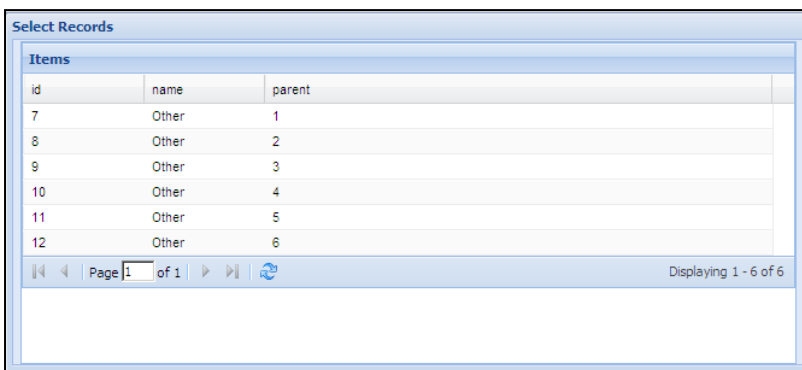 Select Records
Items
id name parent
7 Other 1
8 Other 2
9 Other 3
10 Other 4
11 Other 5
12 Other 6
Page 1 of 1 Displaying 1 - 6 of 6